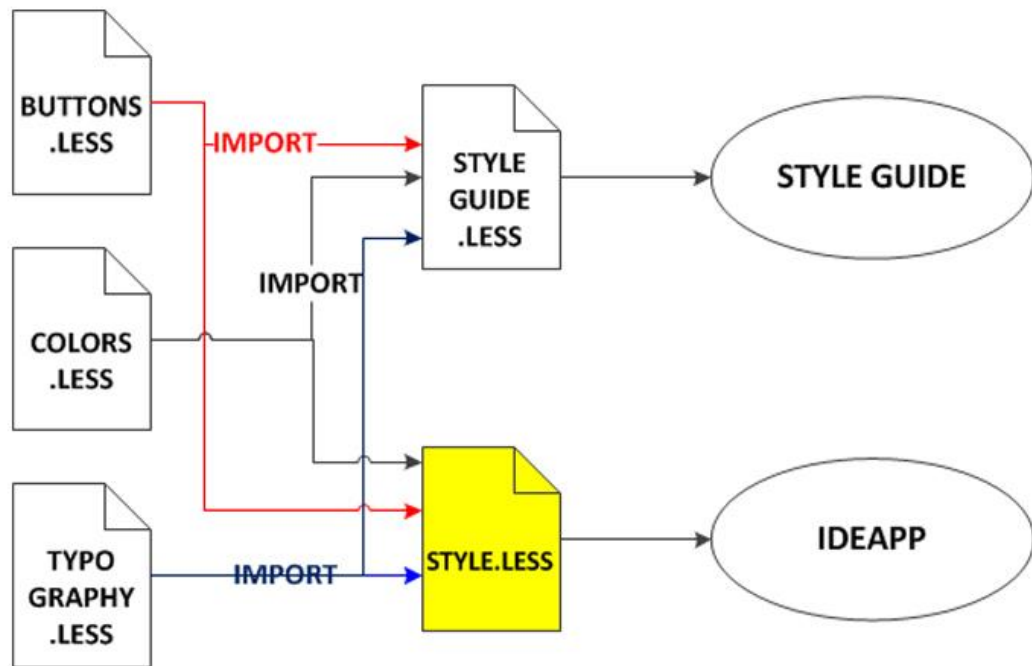 BUTTONS
.LESS
IMPORT
STYLE
GUIDE
.LESS
STYLE GUIDE
IMPORT
COLORS
.LESS
TYPO
GRAPHY
.LESS
IMPORT
STYLE.LESS
IDEAPP